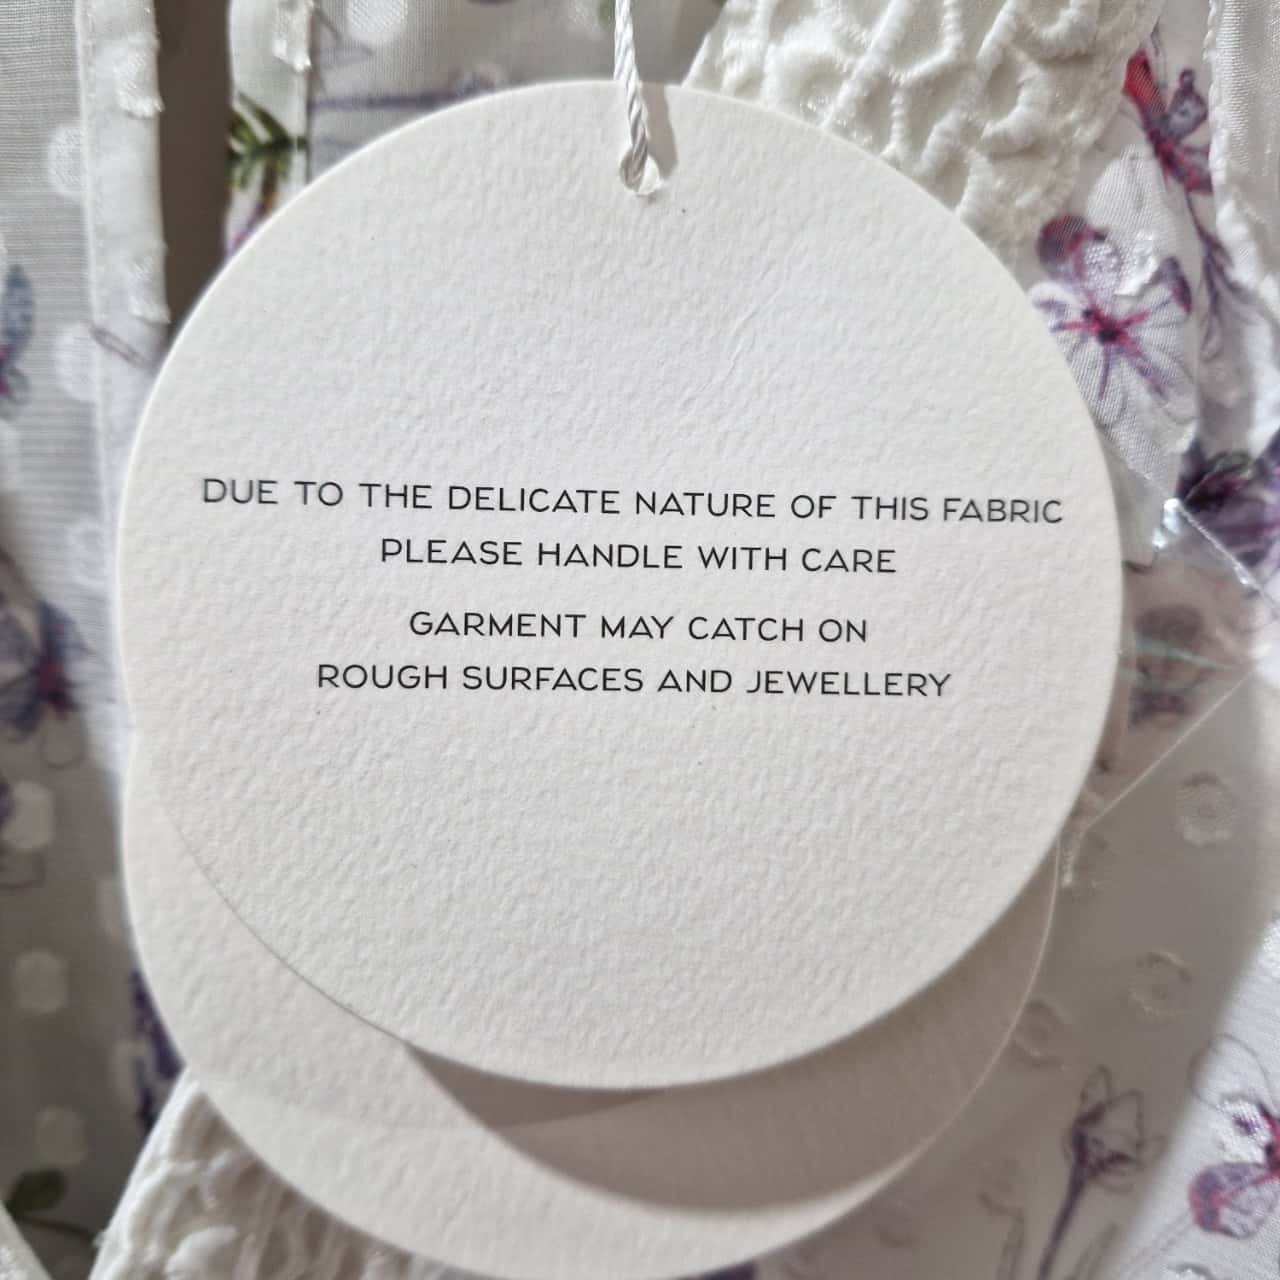 DUE TO THE DELICATE NATURE OF THIS FABRIC
PLEASE HANDLE WITH CARE
GARMENT MAY CATCH ON
ROUGH SURFACES AND JEWELLERY